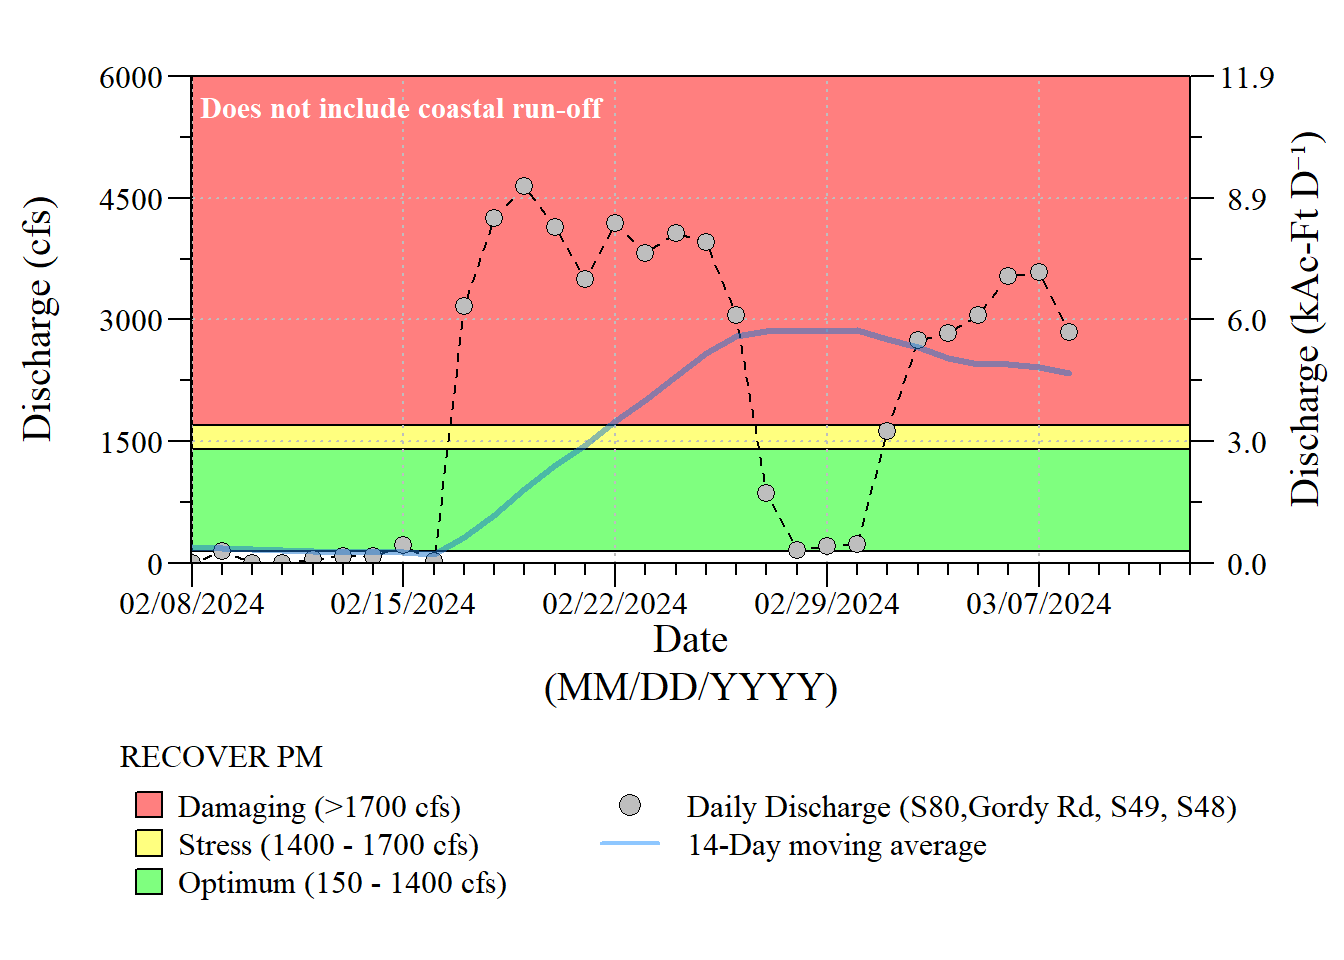 Does not include coastal run-off
Discharge (cfs)
6000
4500
3000
1500
0
11.9
8.9
6.0
3.0
0.0
Discharge (kAc-Ft D⁻¹)
02/08/2024 02/15/2024 02/22/2024 02/29/2024 03/07/2024
Date
(MM/DD/YYYY)
RECOVER PM
Damaging (>1700 cfs)
Stress (1400 - 1700 cfs)
Optimum (150 - 1400 cfs)
Daily Discharge (S80,Gordy Rd, S49, S48)
14-Day moving average